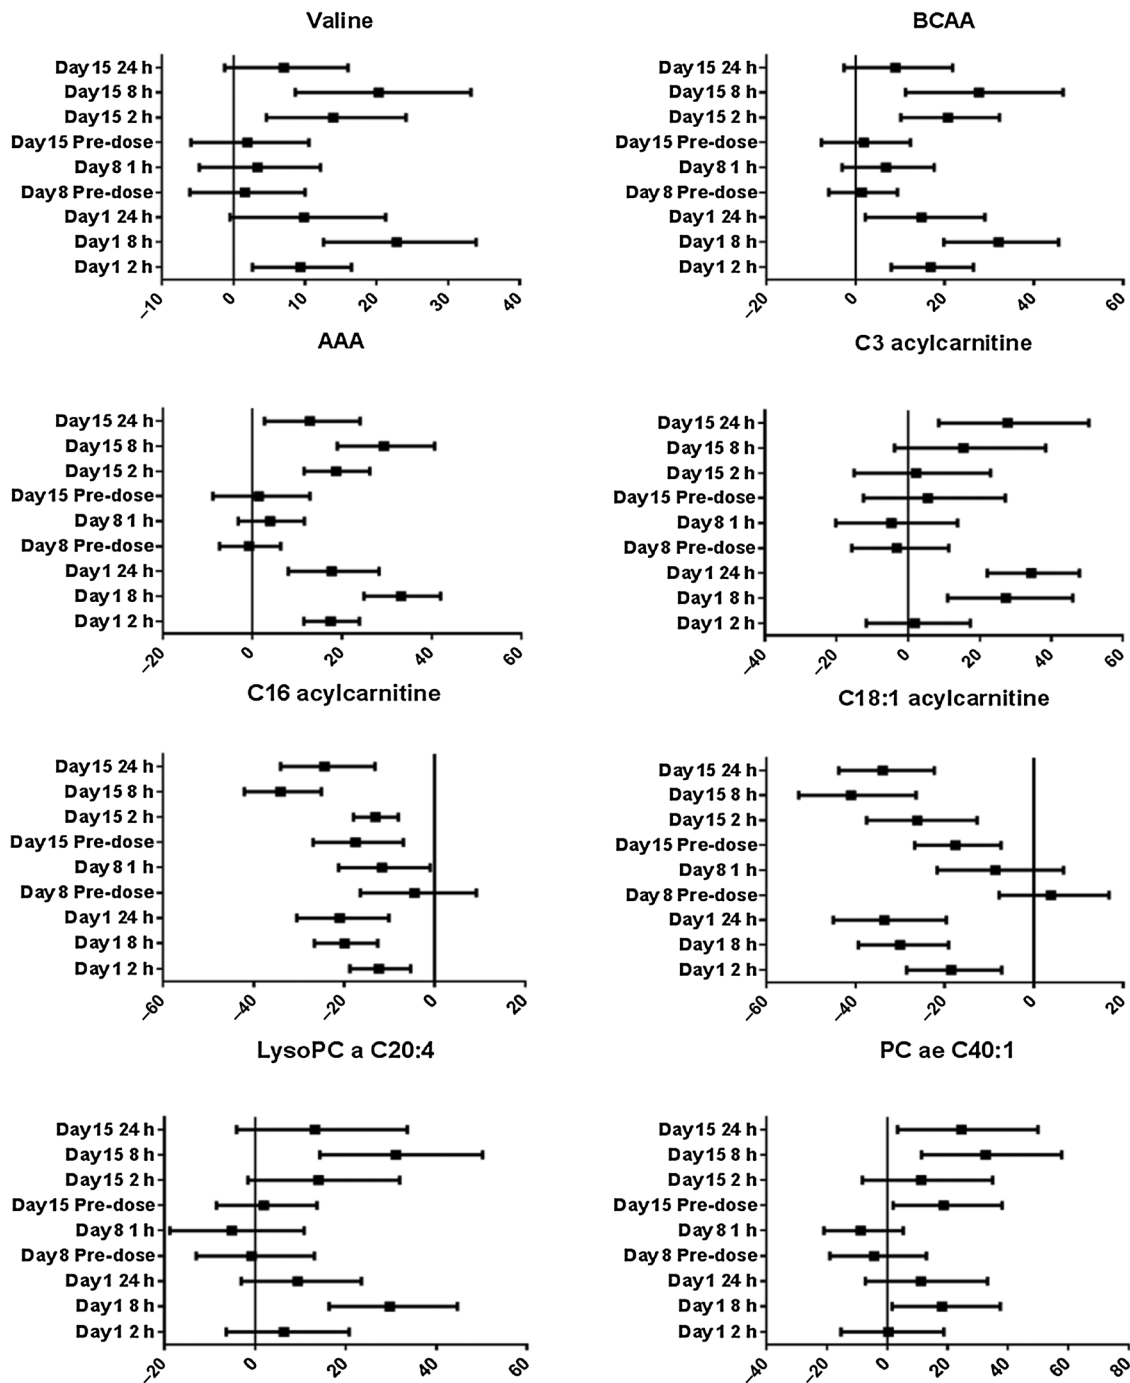 Valine
Day15 24 h
Day15 8 h
Day15 2 h
Day15 Pre-dose
Day8 1 h
Day8 Pre-dose
Day1 24 h
Day1 8 h
Day1 2 h
–10 0 10 20 30 40
BCAA
Day15 24 h
Day15 8 h
Day15 2 h
Day15 Pre-dose
Day8 1 h
Day8 Pre-dose
Day1 24 h
Day1 8 h
Day1 2 h
–20 0 20 40 60
AAA
Day15 24 h
Day15 8 h
Day15 2 h
Day15 Pre-dose
Day8 1 h
Day8 Pre-dose
Day1 24 h
Day1 8 h
Day1 2 h
–20 0 20 40 60
C3 acylcarnitine
Day15 24 h
Day15 8 h
Day15 2 h
Day15 Pre-dose
Day8 1 h
Day8 Pre-dose
Day1 24 h
Day1 8 h
Day1 2 h
–40 –20 0 20 40 60
C16 acylcarnitine
Day15 24 h
Day15 8 h
Day15 2 h
Day15 Pre-dose
Day8 1 h
Day8 Pre-dose
Day1 24 h
Day1 8 h
Day1 2 h
–60 –40 –20 0 20
C18:1 acylcarnitine
Day15 24 h
Day15 8 h
Day15 2 h
Day15 Pre-dose
Day8 1 h
Day8 Pre-dose
Day1 24 h
Day1 8 h
Day1 2 h
–60 –40 –20 0 20
LysoPC a C20:4
Day15 24 h
Day15 8 h
Day15 2 h
Day15 Pre-dose
Day8 1 h
Day8 Pre-dose
Day1 24 h
Day1 8 h
Day1 2 h
–20 0 20 40 60
PC ae C40:1
Day15 24 h
Day15 8 h
Day15 2 h
Day15 Pre-dose
Day8 1 h
Day8 Pre-dose
Day1 24 h
Day1 8 h
Day1 2 h
–40 –20 0 20 40 60 80